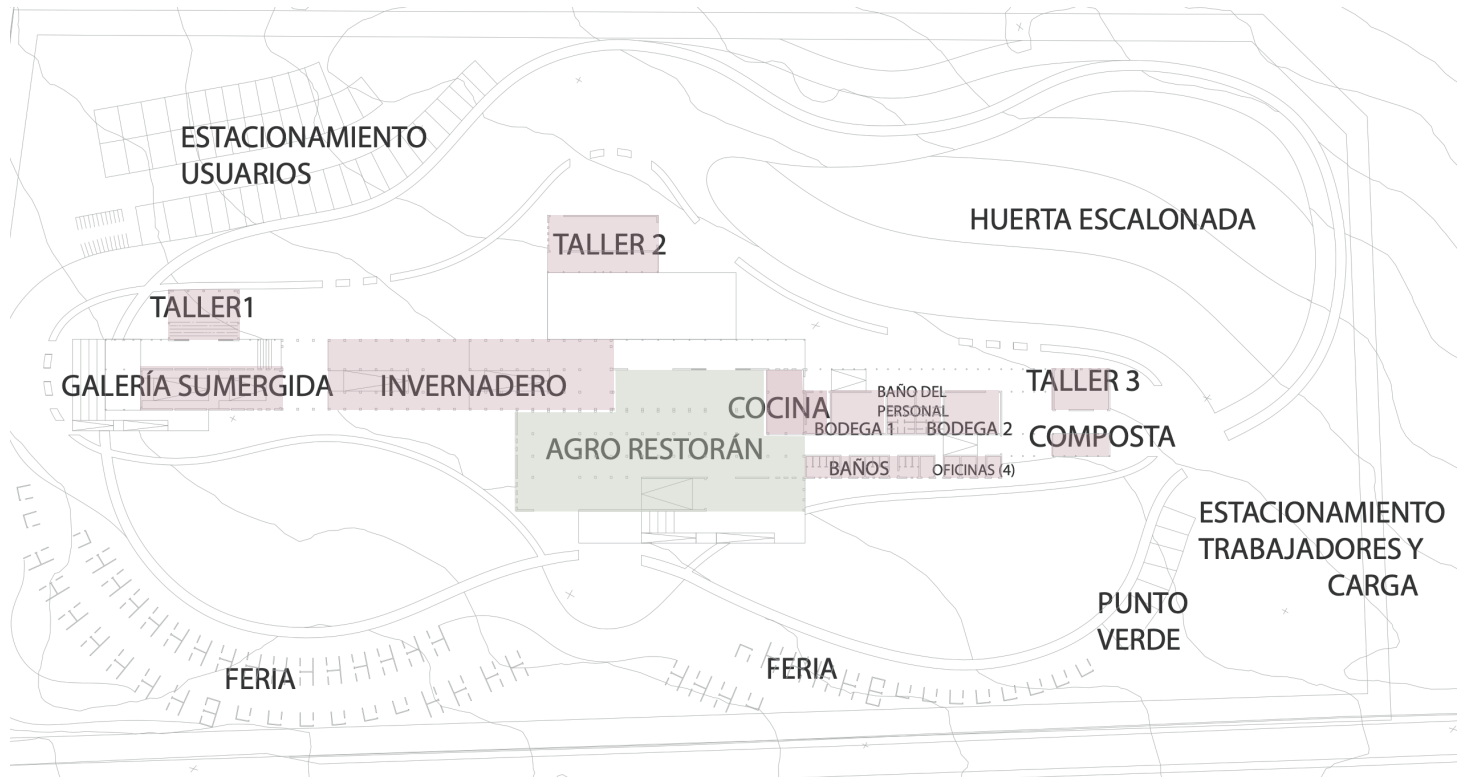 ESTACIONAMIENTO
USUARIOS
HUERTA ESCALONADA
TALLER 2
TALLER1
GALERÍA SUMERGIDA
INVERNADERO
AGRO RESTORÁN
COCINA
BAÑO DEL
PERSONAL
BODEGA 1
BODEGA 2
BAÑOS
OFICINAS (4)
TALLER 3
COMPOSTA
ESTACIONAMIENTO
TRABAJADORES Y
CARGA
PUNTO
VERDE
FERIA
FERIA